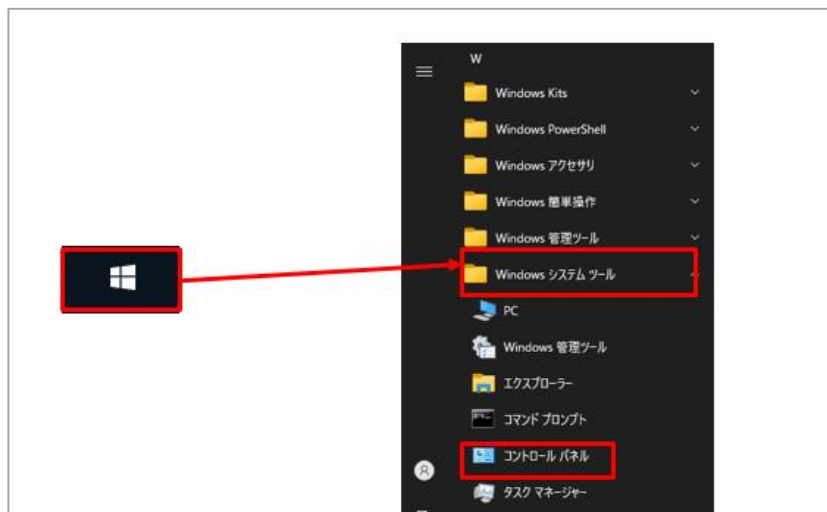 W
Windows Kits
Windows PowerShell
Windows アクセサリ
Windows 簡単操作
Windows 管理ツール
Windows システム ツール
PC
Windows 管理ツール
エクスプローラー
コマンド プロンプト
コントロール パネル
タスク マネージャー